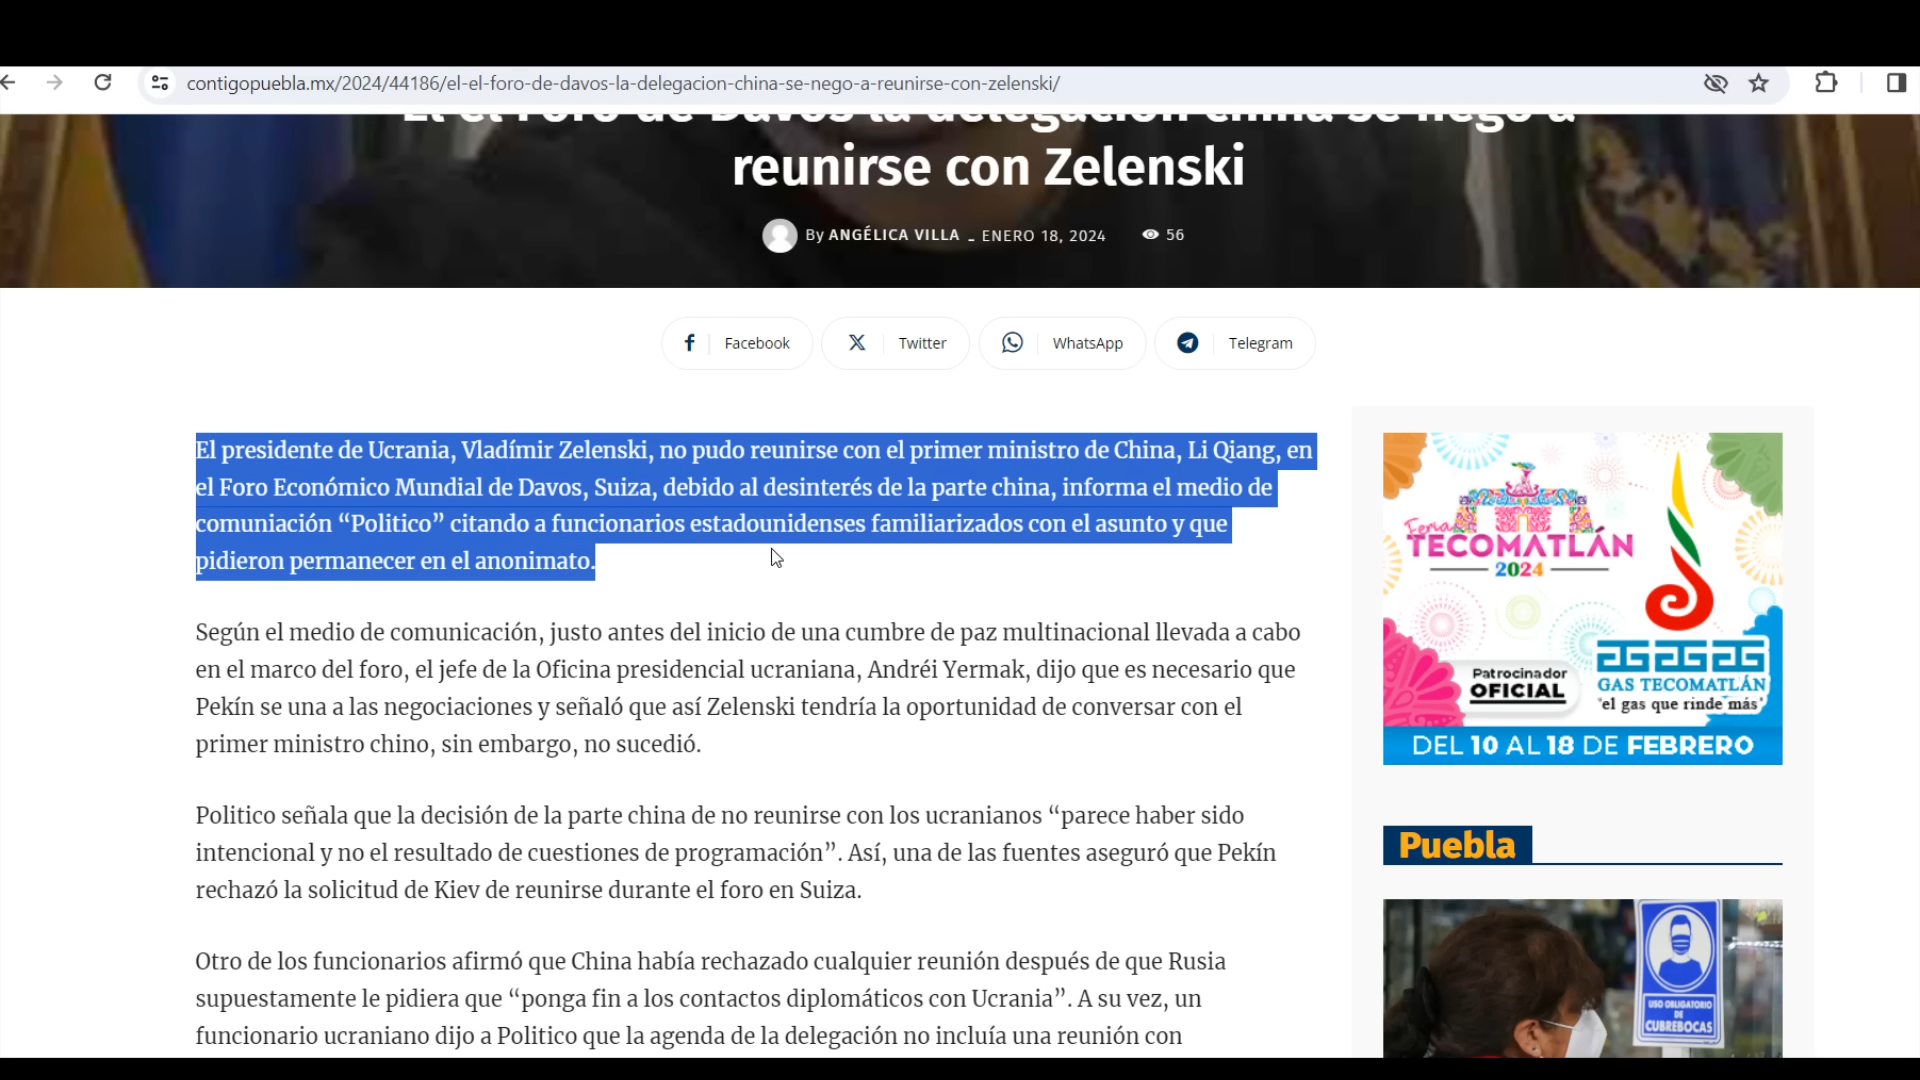 contigopuebla.mx/2024/44186/el-el-foro-de-davos-la-delegacion-china-se-nego-a-reunirse-con-zelenski/
El el Foro de Davos la delegación china se negó a
reunirse con Zelenski
By ANGÉLICA VILLA - ENERO 18, 2024 56
Facebook
Twitter
WhatsApp
Telegram
El presidente de Ucrania, Vladímir Zelenski, no pudo reunirse con el primer ministro de China, Li Qiang, en
el Foro Económico Mundial de Davos, Suiza, debido al desinterés de la parte china, informa el medio de
comuniación “Politico” citando a funcionarios estadounidenses familiarizados con el asunto y que
pidieron permanecer en el anonimato.
Según el medio de comunicación, justo antes del inicio de una cumbre de paz multinacional llevada a cabo
en el marco del foro, el jefe de la Oficina presidencial ucraniana, Andréi Yermak, dijo que es necesario que
Pekín se una a las negociaciones y señaló que así Zelenski tendría la oportunidad de conversar con el
primer ministro chino, sin embargo, no sucedió.
Politico señala que la decisión de la parte china de no reunirse con los ucranianos “parece haber sido
intencional y no el resultado de cuestiones de programación”. Así, una de las fuentes aseguró que Pekín
rechazó la solicitud de Kiev de reunirse durante el foro en Suiza.
Otro de los funcionarios afirmó que China había rechazado cualquier reunión después de que Rusia
supuestamente le pidiera que “ponga fin a los contactos diplomáticos con Ucrania”. A su vez, un
funcionario ucraniano dijo a Politico que la agenda de la delegación no incluía una reunión con
Feria
TECOMATLÁN
2024
Patrocinador
OFICIAL
GAS TECOMATLÁN
"el gas que rinde más"
DEL 10 AL 18 DE FEBRERO
Puebla
USO OBLIGATORIO
DE
CUBREBOCAS